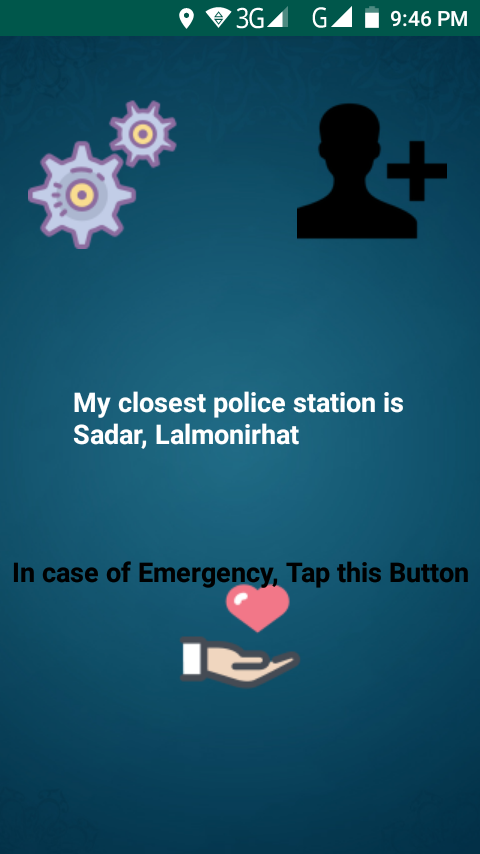 3G G 9:46 PM
My closest police station is
Sadar, Lalmonirhat
In case of Emergency, Tap this Button